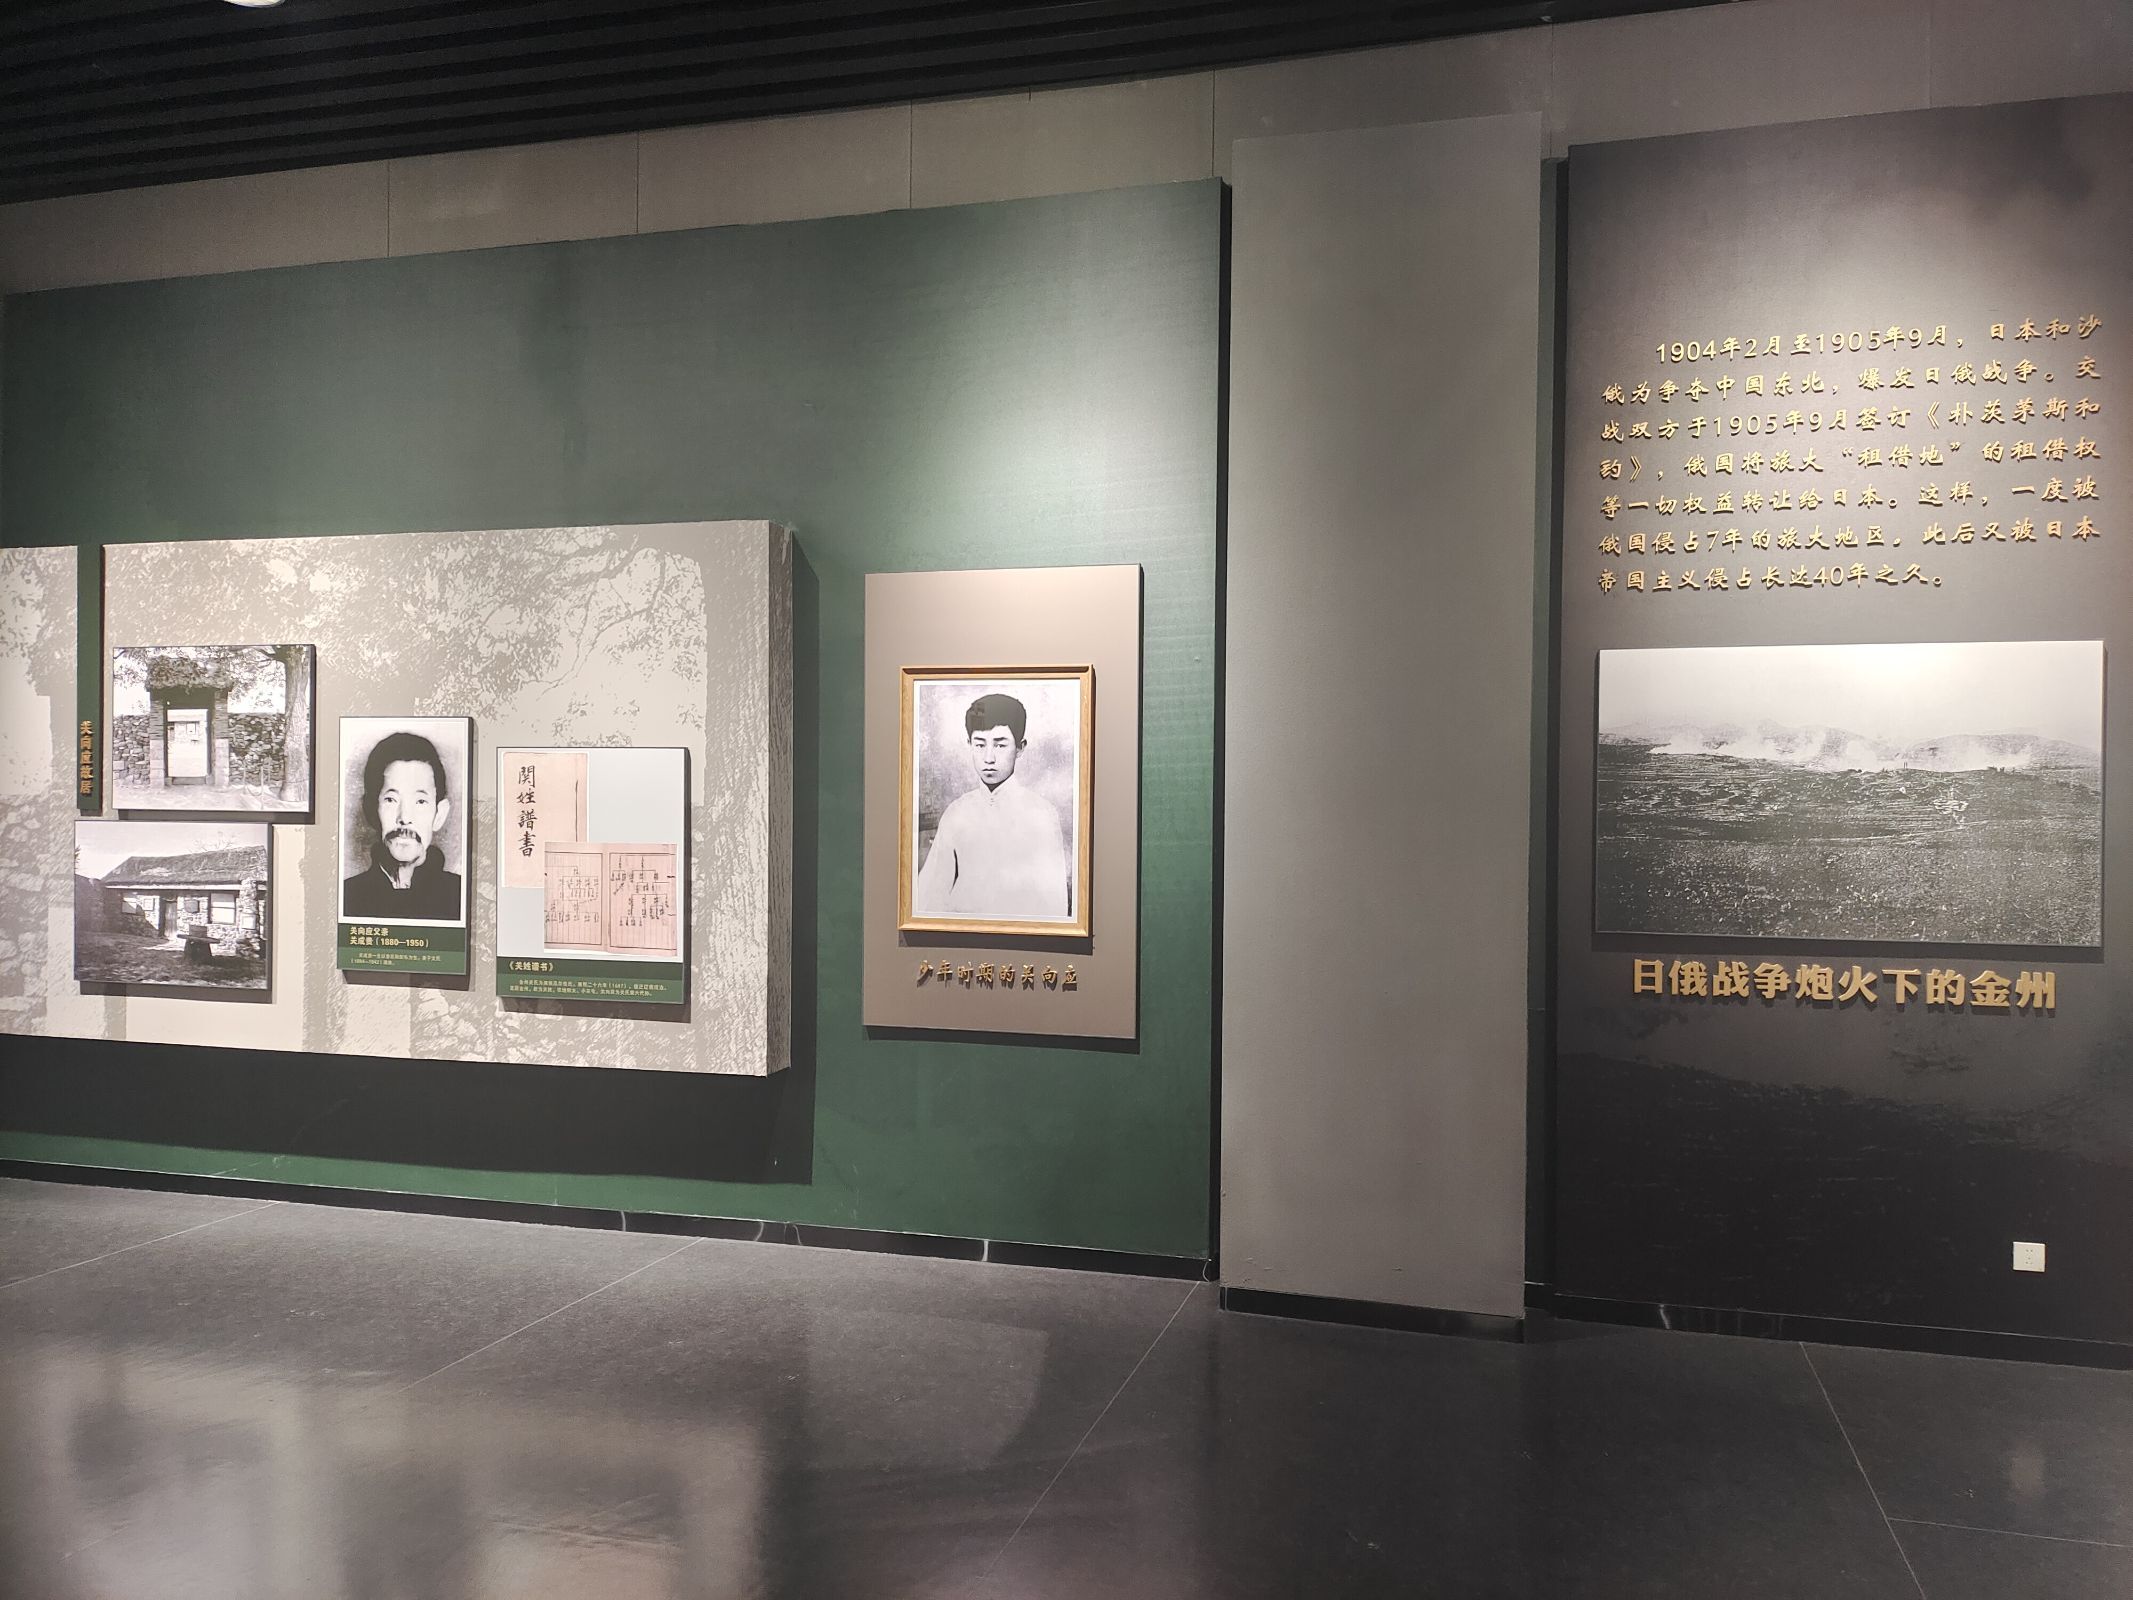 关向应故居
关向应父亲
关成贵（1880—1950）
関姓譜書
《关姓谱书》
少年时期的关向应
1904年2月至1905年9月，日本和沙
俄为争夺中国东北，爆发日俄战争。交
战双方于1905年9月签订《朴茨茅斯和
约》，俄国将旅大“租借地”的租借权
等一切权益转让给日本。这样，一度被
俄国侵占7年的旅大地区，此后又被日本
帝国主义侵占长达40年之久。
日俄战争炮火下的金州